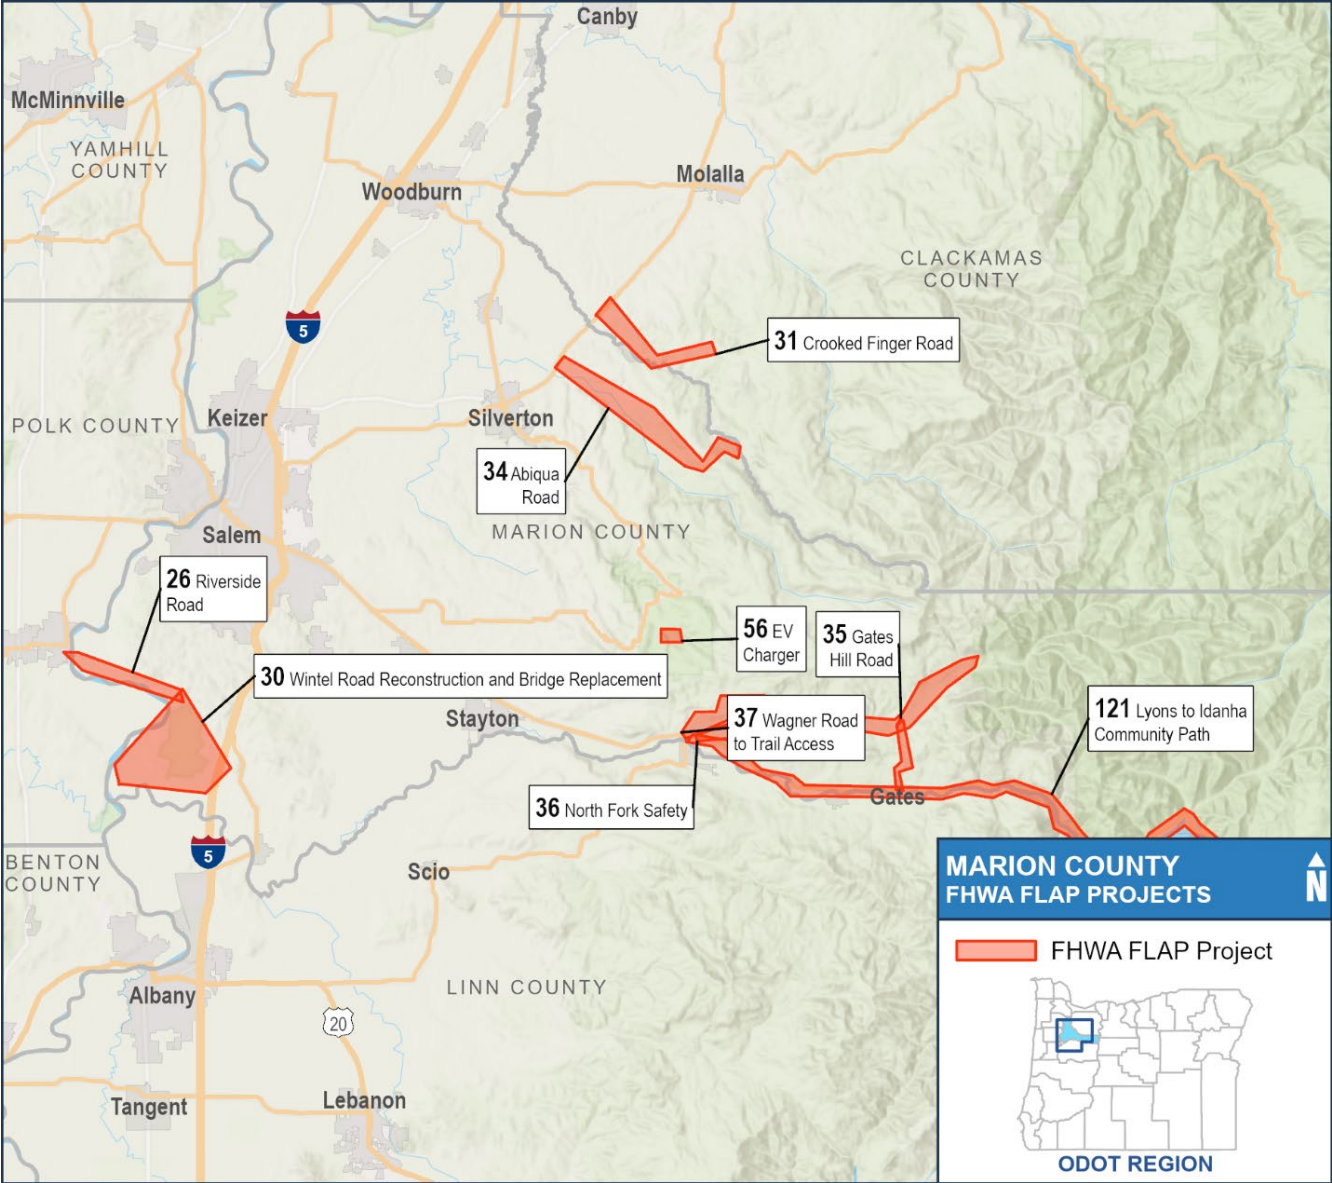 Canby
McMinnville
YAMHILL
COUNTY
Woodburn
Molalla
CLACKAMAS
COUNTY
5
31 Crooked Finger Road
POLK COUNTY
Keizer
Silverton
34 Abiqua
Road
MARION COUNTY
Salem
26 Riverside
Road
56 EV
Charger
35 Gates
Hill Road
30 Wintel Road Reconstruction and Bridge Replacement
Stayton
37 Wagner Road
to Trail Access
121 Lyons to Idanha
Community Path
36 North Fork Safety
Gates
5
BENTON
COUNTY
Scio
LINN COUNTY
Albany
20
Tangent
Lebanon
MARION COUNTY
FHWA FLAP PROJECTS
N
FHWA FLAP Project
ODOT REGION